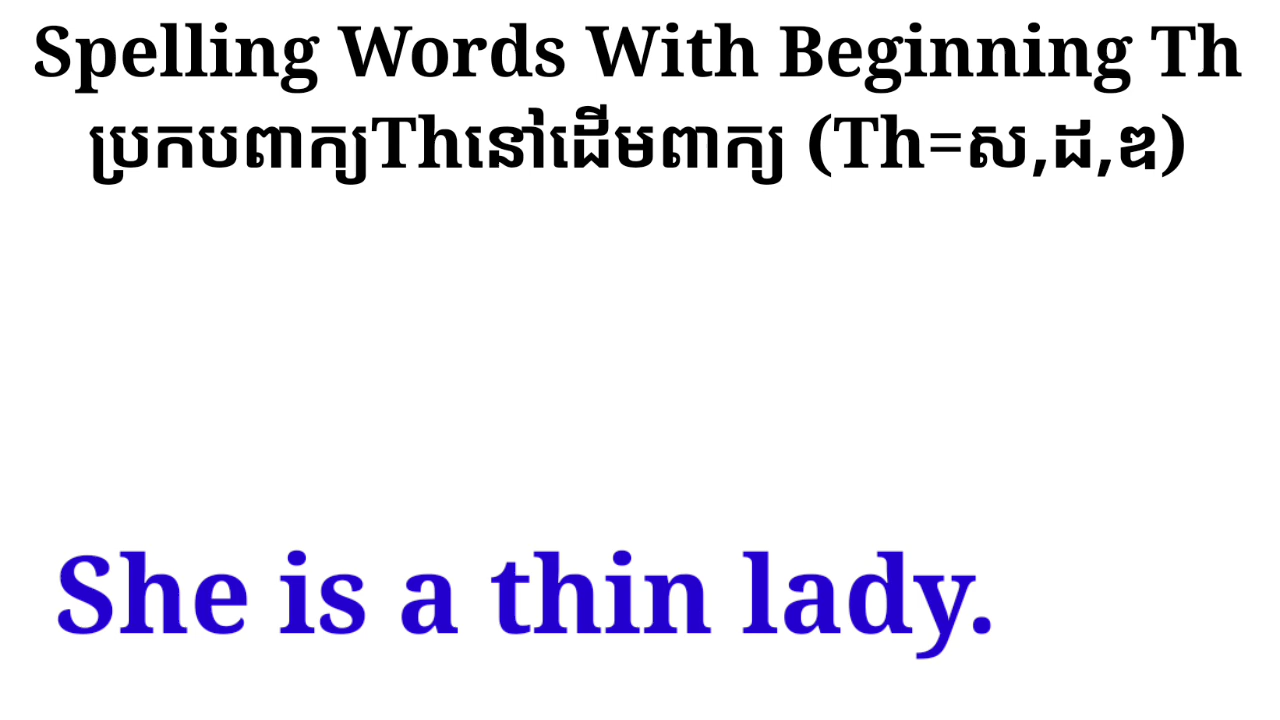 Spelling Words With Beginning Th
ប្រកបពាក្យThនៅដើមពាក្យ (Th=ស,ដ,ឌ)
She is a thin lady.